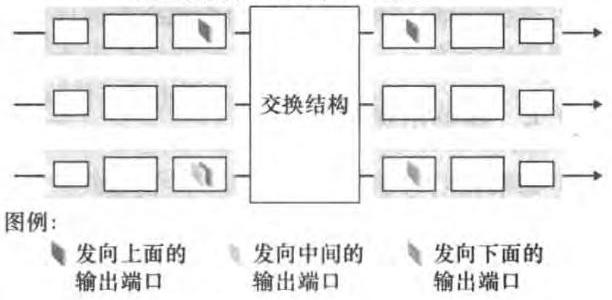 交换结构
图例：
发向上面的
输出端口
发向中间的
输出端口
发向下面的
输出端口